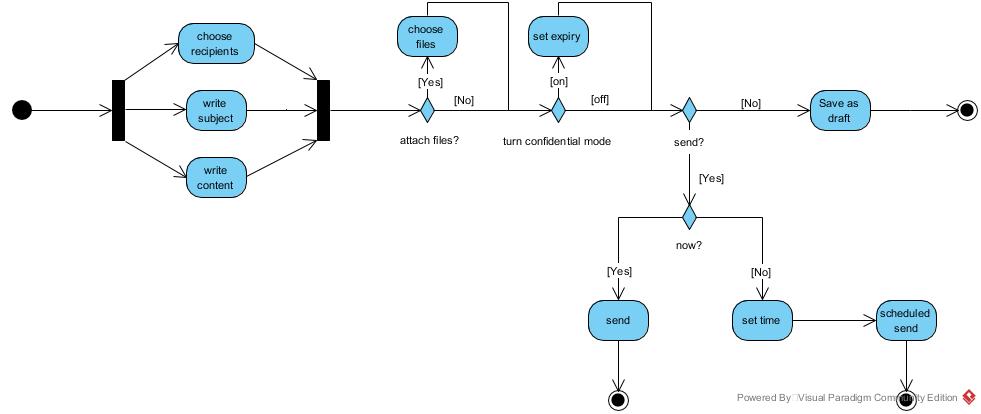 choose
recipients
write
subject
write
content
choose
files
[Yes]
[No]
attach files?
set expiry
[on]
[off]
turn confidential mode
[No]
send?
Save as
draft
[Yes]
now?
[Yes]
[No]
send
set time
scheduled
send
Powered By Visual Paradigm Community Edition